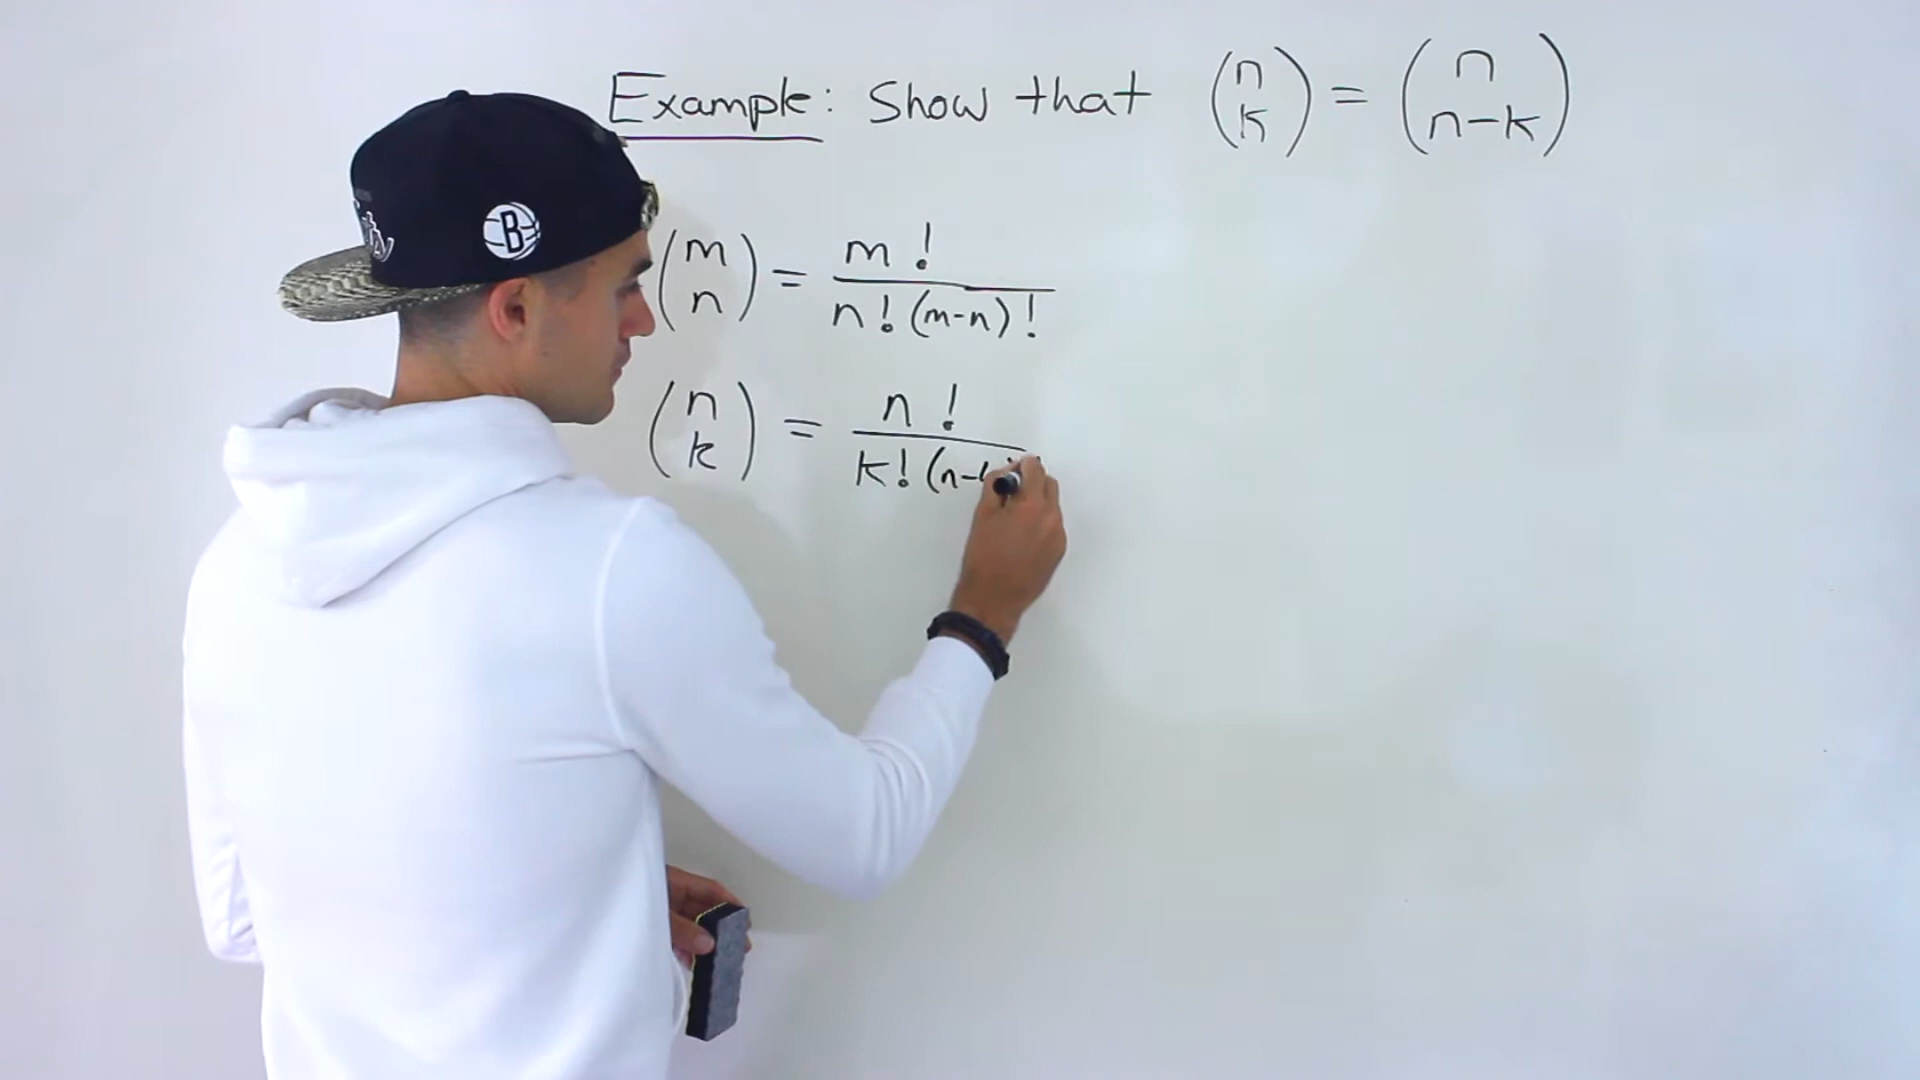 Example: Show that (n k) = (n n-k)
(m n) = m! / n!(m-n)!
(n k) = n! / k!(n-
B